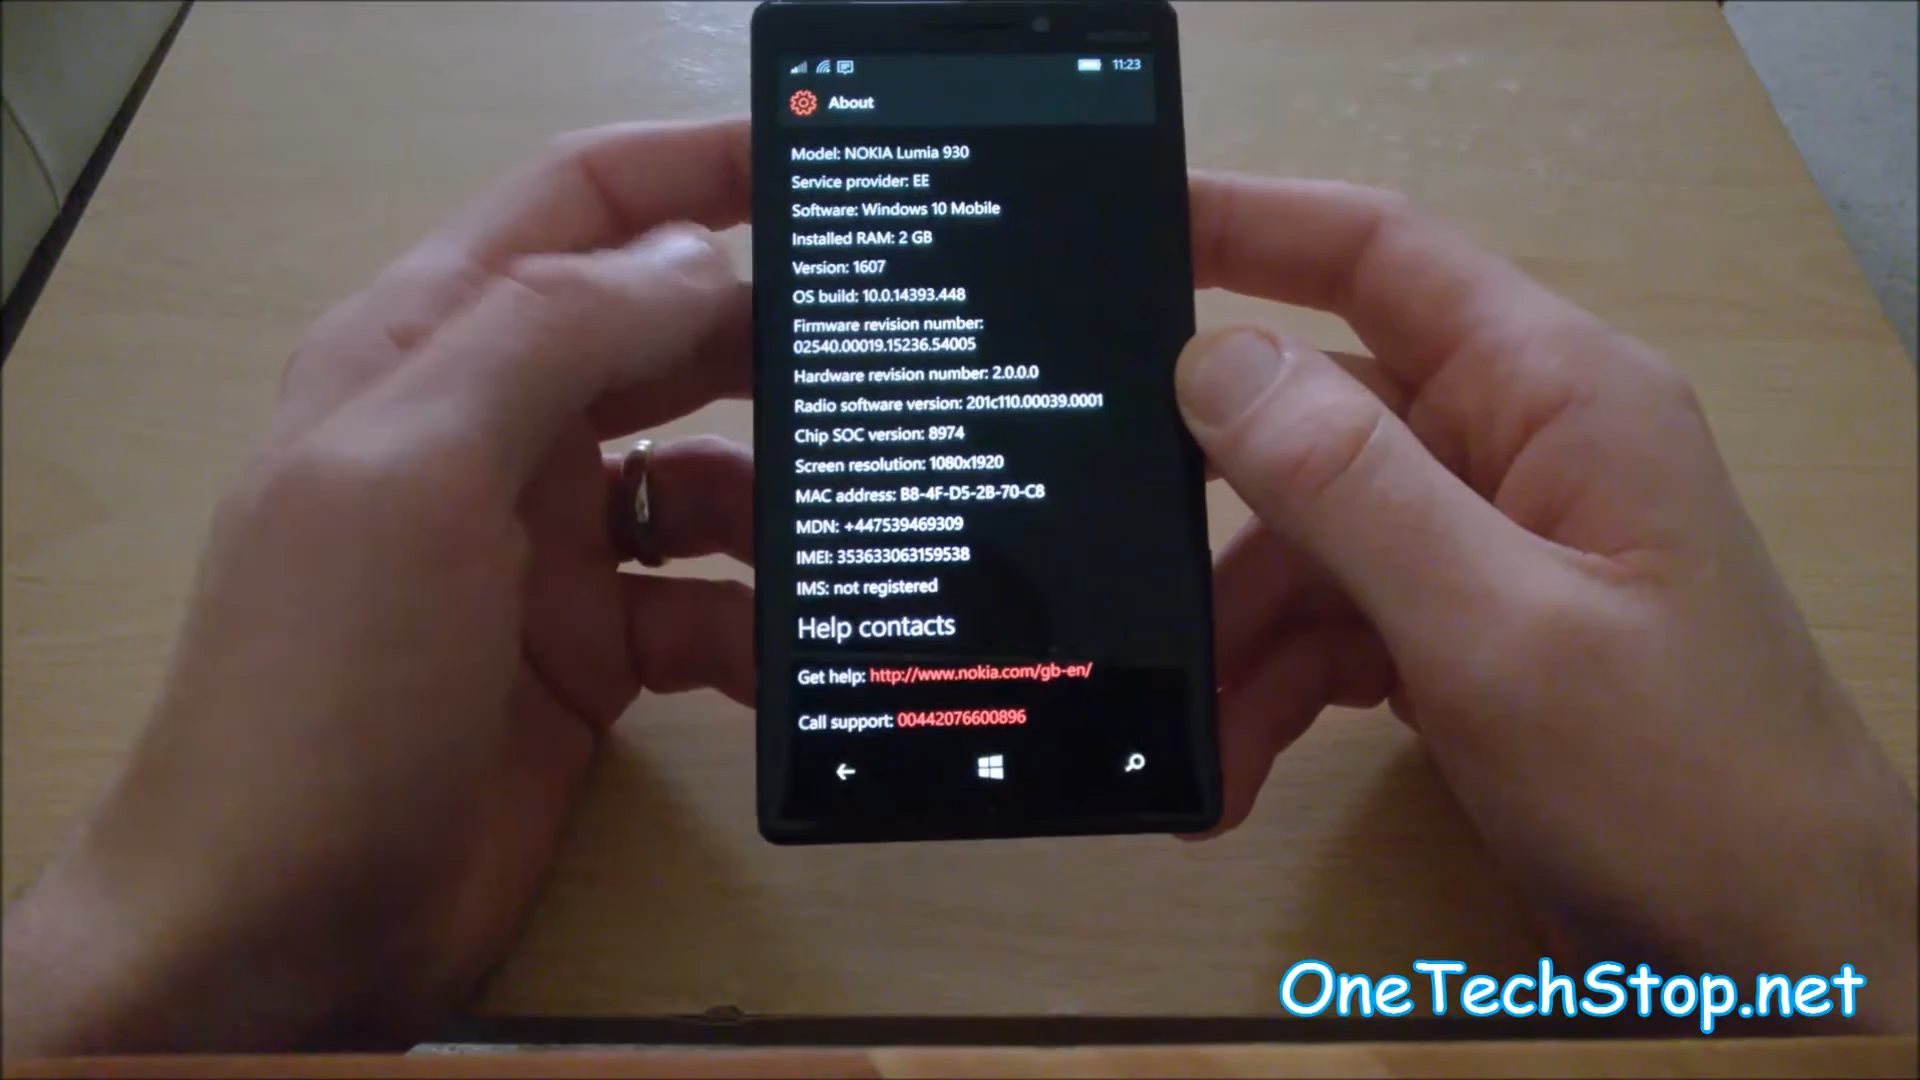 NOKIA
11:23
About
Model: NOKIA Lumia 930
Service provider: EE
Software: Windows 10 Mobile
Installed RAM: 2 GB
Version: 1607
OS build: 10.0.14393.448
Firmware revision number:
02540.00019.15236.54005
Hardware revision number: 2.0.0.0
Radio software version: 201c110.00039.0001
Chip SOC version: 8974
Screen resolution: 1080x1920
MAC address: B8-4F-D5-2B-70-C8
MDN: +447539469309
IMEI: 353633063159538
IMS: not registered
Help contacts
Get help: http://www.nokia.com/gb-en/
Call support: 00442076600896
OneTechStop.net